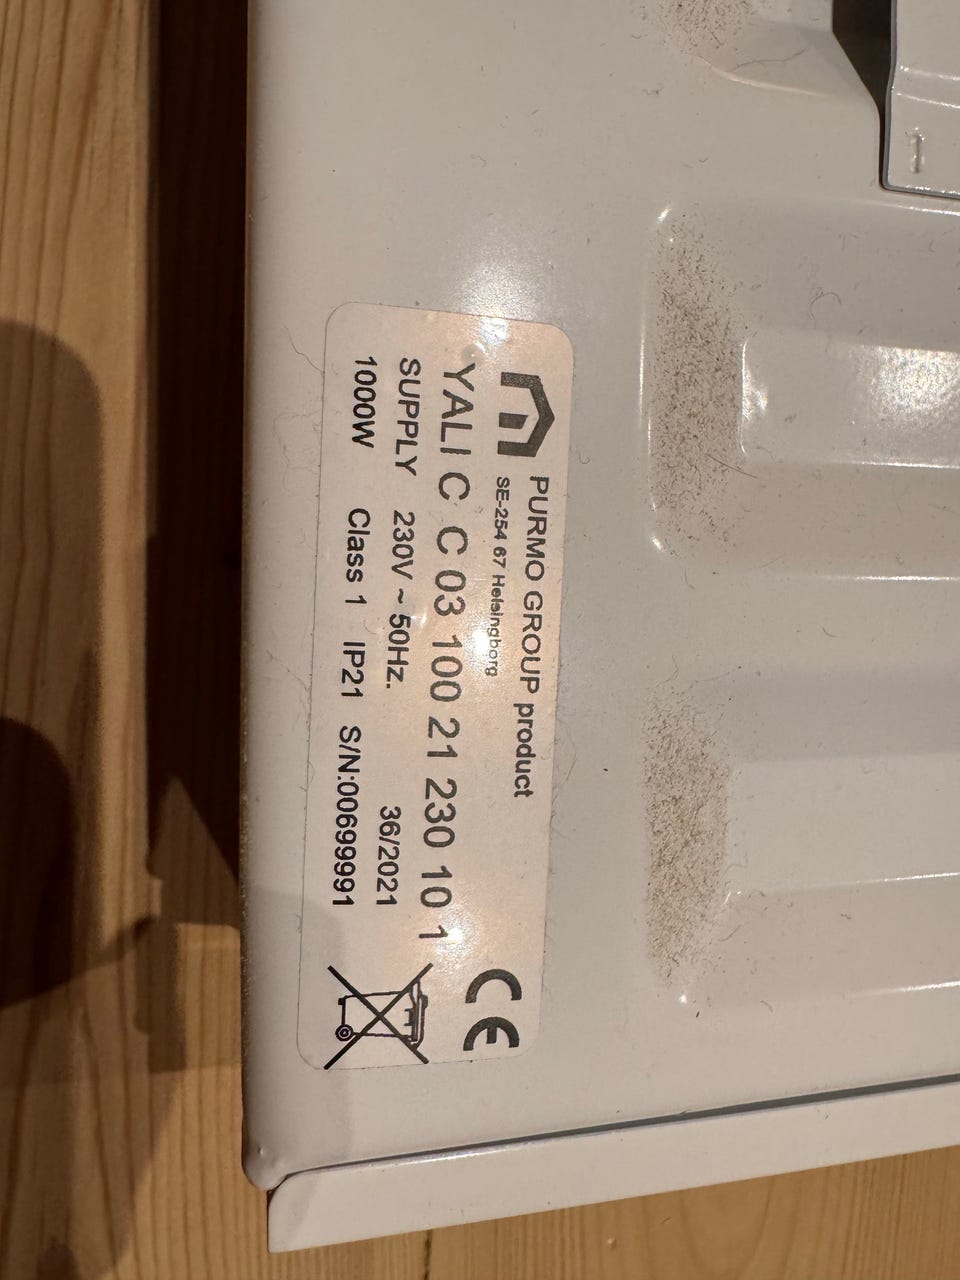 PURMO GROUP product
SE-254 67 Helsingborg
YALI C C 03 100 21 230 10 1
SUPPLY 230V ~ 50Hz. 36/2021
1000W Class 1 IP21 S/N:00699991
CE
1